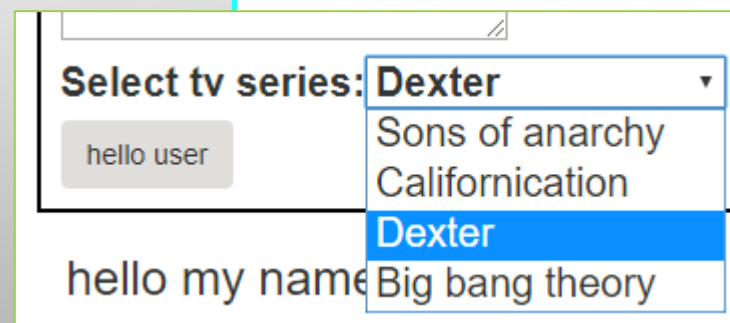 Select tv series: Dexter
Sons of anarchy
hello user
Californication
Dexter
hello my name
Big bang theory